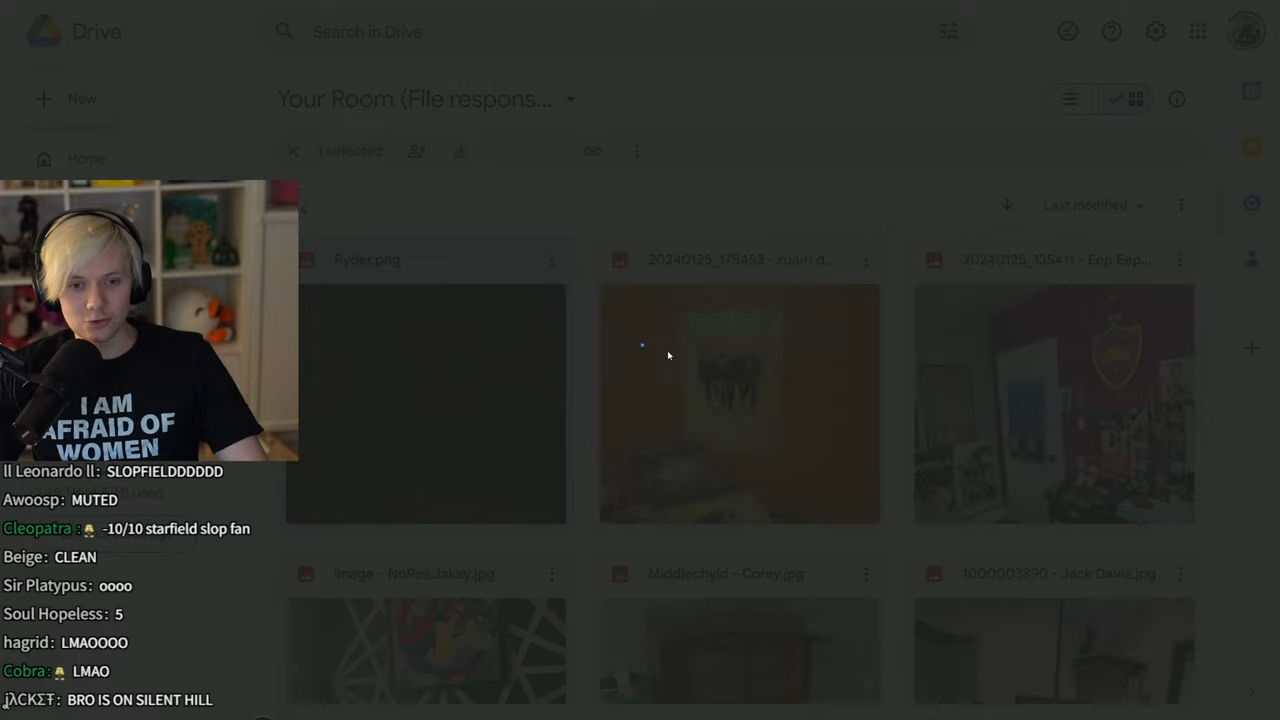 Drive
Search in Drive
New
Your Room (File respons...
Home
1 selected
Last modified
Ryder.png
20240125_175453 - ruairi d...
20240125_135411 - Eep Eep...
I AM
AFRAID OF
WOMEN
Image - NoRes Jakey.jpg
Middlechyld - Corey.jpg
1000003890 - Jack Davis.jpg
ll Leonardo ll: SLOPFIELDDDDDD
Awoosp: MUTED
Cleopatra : -10/10 starfield slop fan
Beige: CLEAN
Sir Platypus: oooo
Soul Hopeless: 5
hagrid: LMAOOOO
Cobra: LMAO
BRO IS ON SILENT HILL